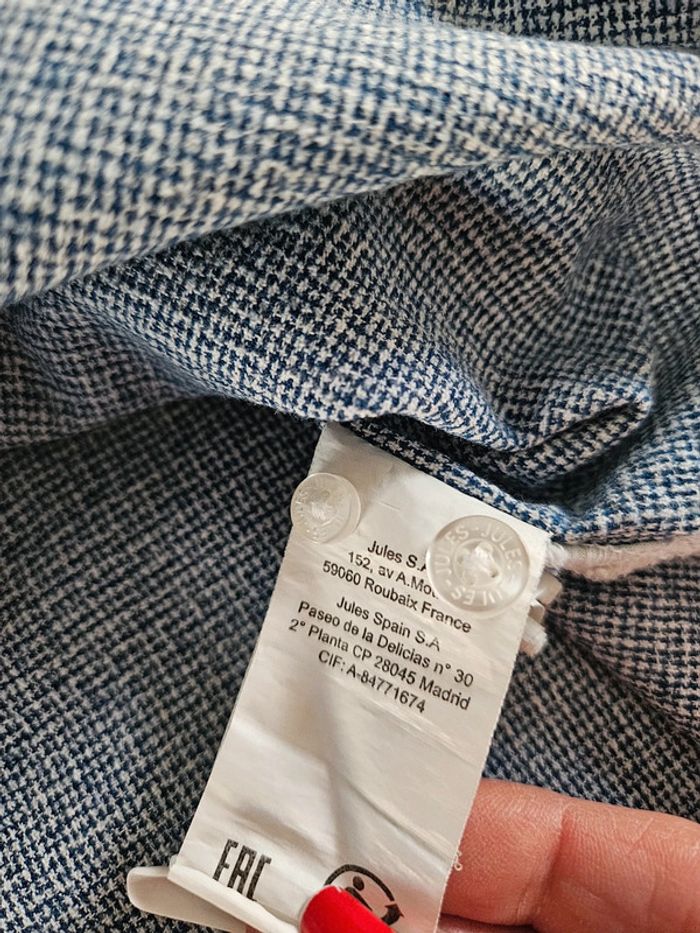 Jules
152, av
59060 Roubaix France
Jules Spain S.A
Paseo de la Delicias n° 30
2° Planta CP 28045 Madrid
CIF: A-84771674
JULES - JULES - JULES
EAC